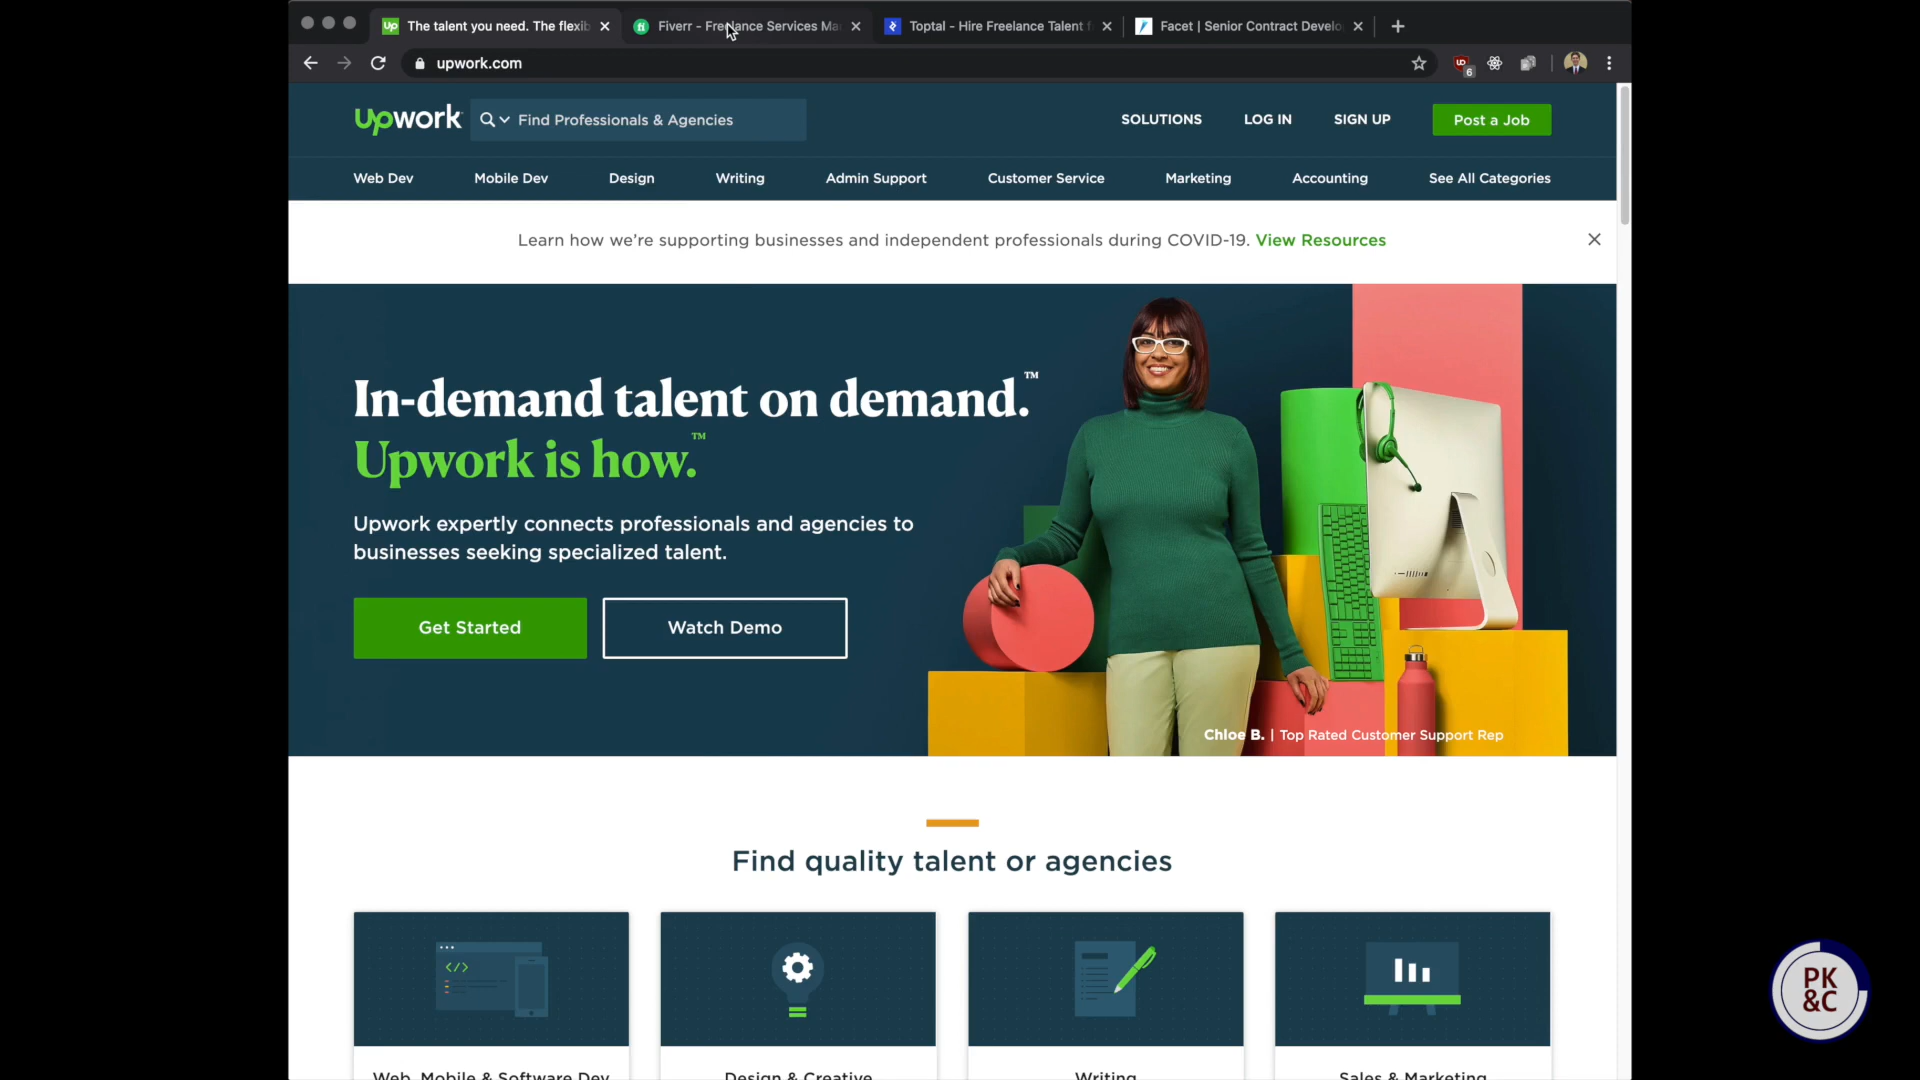 Up The talent you need. The flexib
fi Fiverr - Freelance Services Ma
Toptal - Hire Freelance Talent f
Facet | Senior Contract Develo
upwork.com
6
upwork
Find Professionals & Agencies
SOLUTIONS
LOG IN
SIGN UP
Post a Job
Web Dev
Mobile Dev
Design
Writing
Admin Support
Customer Service
Marketing
Accounting
See All Categories
Learn how we’re supporting businesses and independent professionals during COVID-19. View Resources
In-demand talent on demand.™
Upwork is how.™
Upwork expertly connects professionals and agencies to
businesses seeking specialized talent.
Get Started
Watch Demo
Chloe B. | Top Rated Customer Support Rep
Find quality talent or agencies
</>
Web, Mobile & Software Dev
Design & Creative
Writing
Sales & Marketing
PK
&C